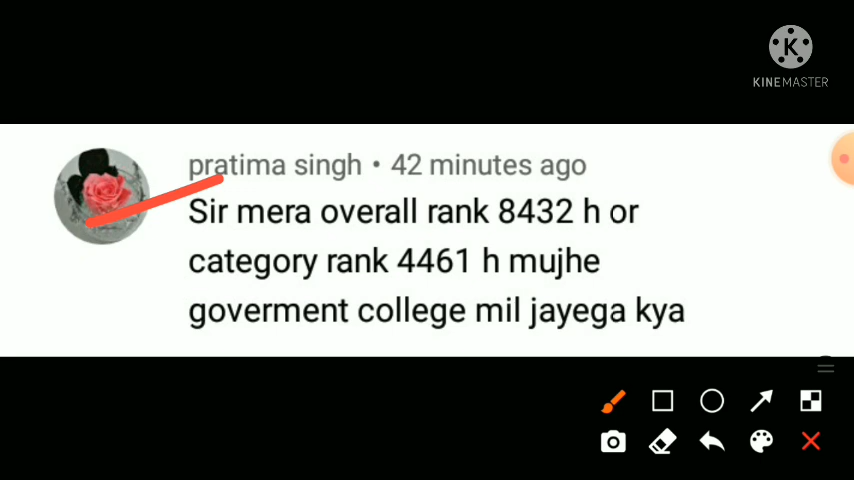 K
KINEMASTER
pratima singh • 42 minutes ago
Sir mera overall rank 8432 h or
category rank 4461 h mujhe
goverment college mil jayega kya